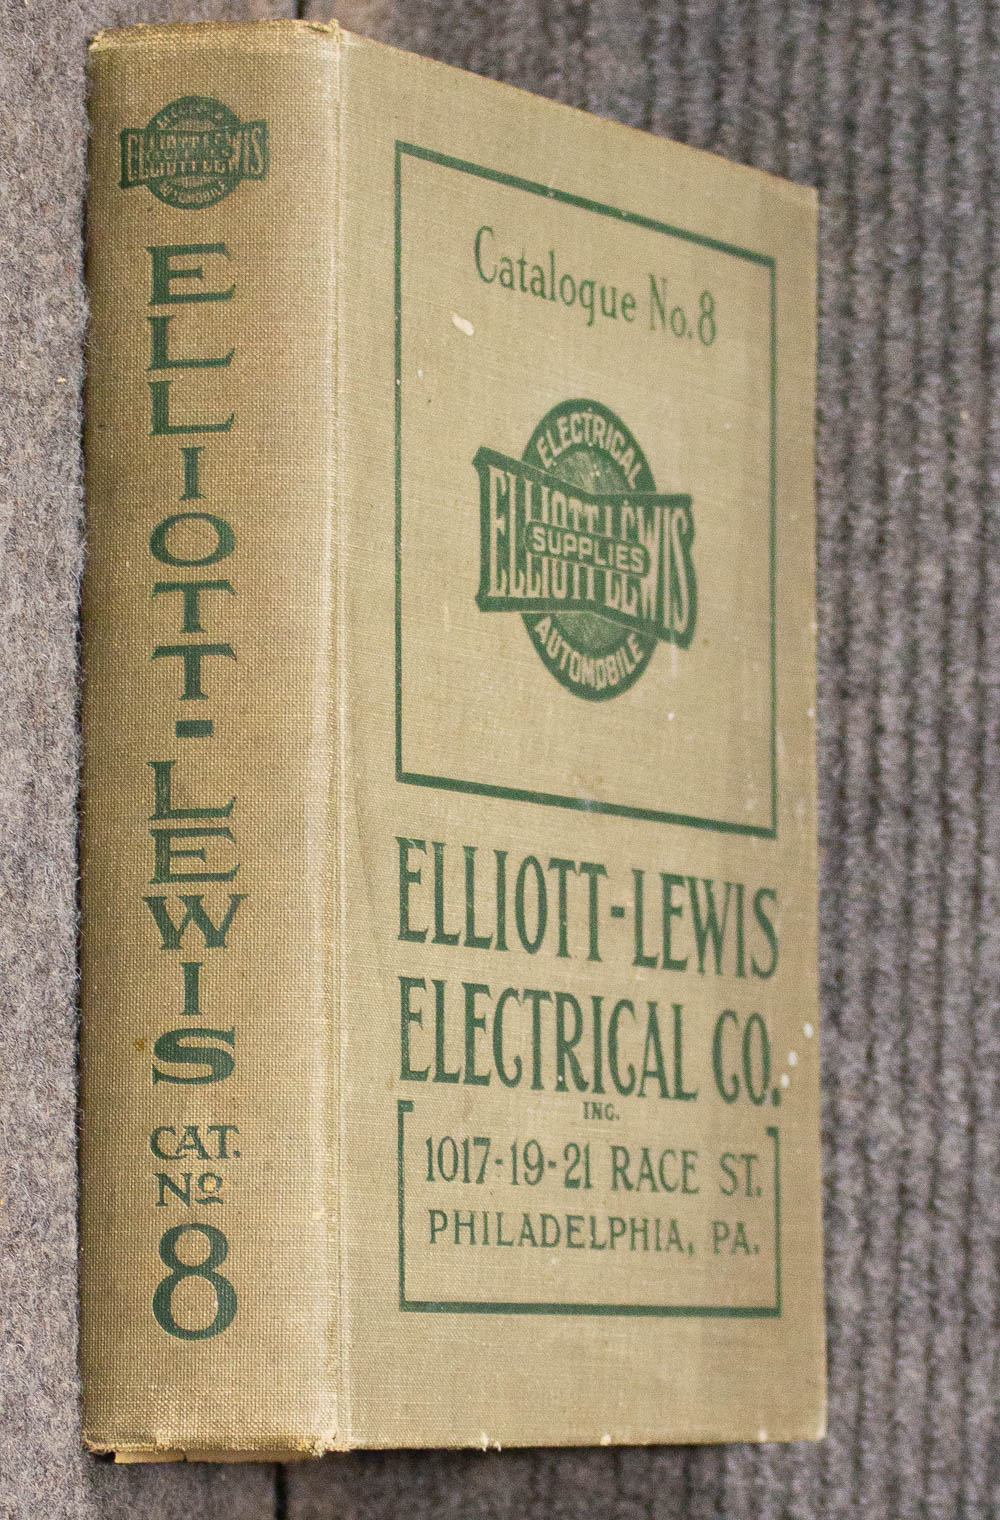 ELLIOTT-LEWIS
AUTOMOBILE
ELLIOTT-LEWIS
CAT.
No
8
Catalogue No. 8
ELECTRICAL
ELLIOTT-LEWIS
SUPPLIES
AUTOMOBILE
ELLIOTT-LEWIS
ELECTRICAL CO.
INC.
1017-19-21 RACE ST.
PHILADELPHIA, PA.